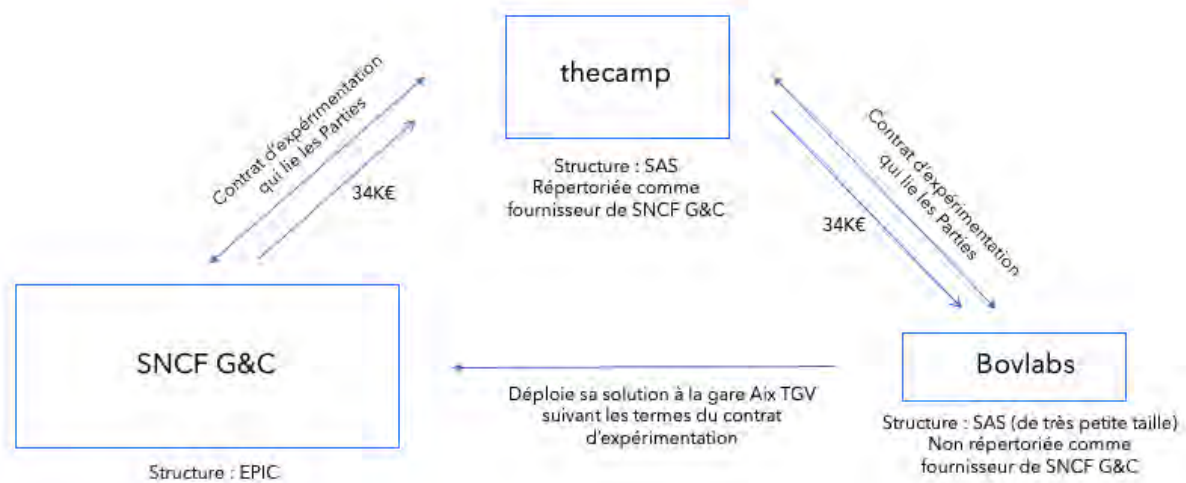 thecamp
Structure : SAS
Répertoriée comme
fournisseur de SNCF G&C
Contrat d'expérimentation
qui lie les Parties
34K€
34K€
Contrat d'expérimentation
qui lie les Parties
SNCF G&C
Structure : EPIC
Déploie sa solution à la gare Aix TGV
suivant les termes du contrat
d'expérimentation
Bovlabs
Structure : SAS (de très petite taille)
Non répertoriée comme
fournisseur de SNCF G&C